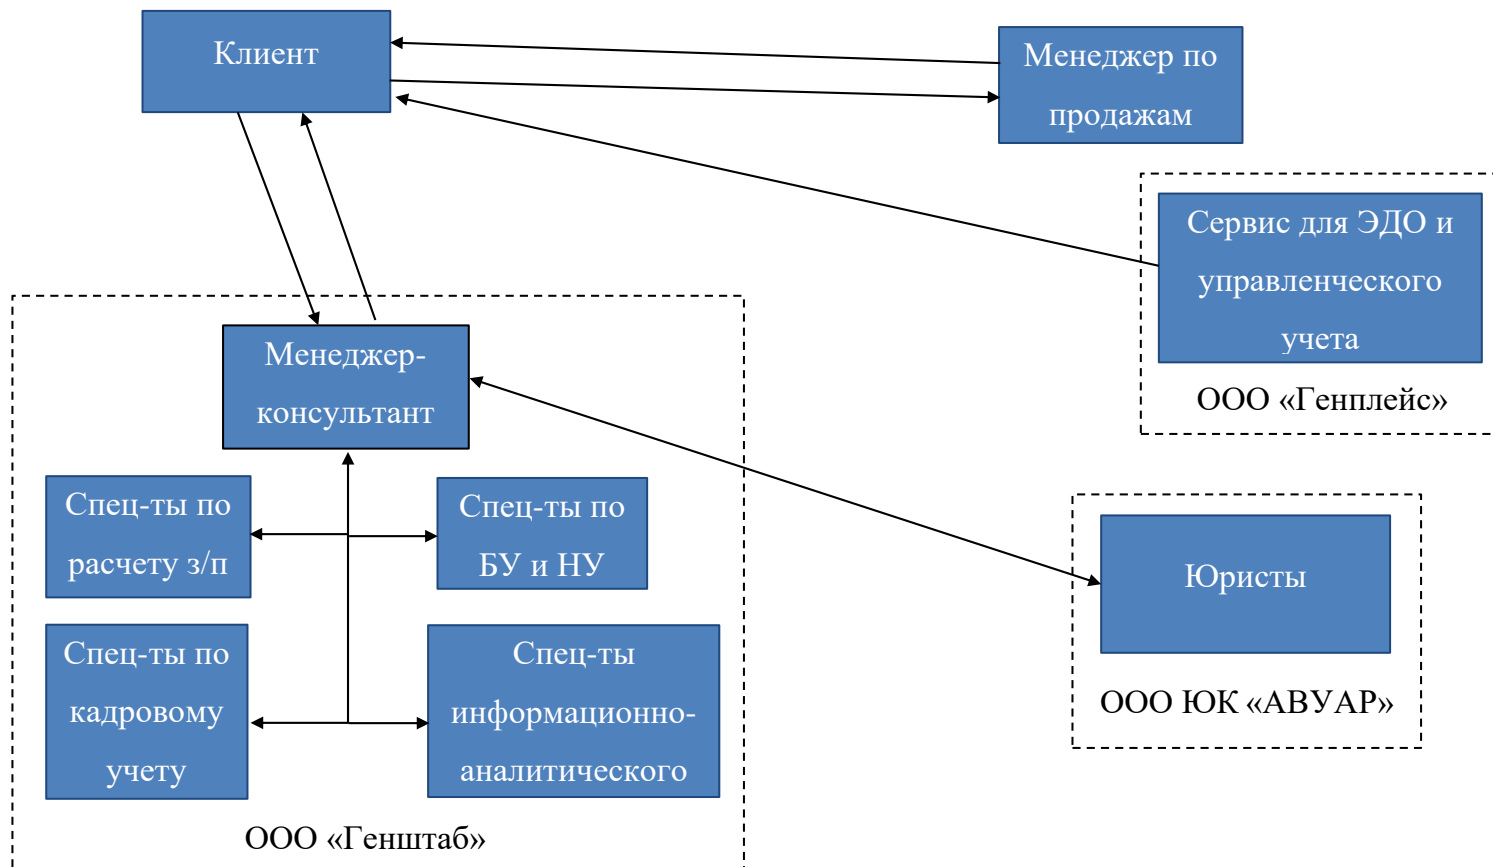 Клиент
Менеджер по
продажам
Сервис для ЭДО и
управленческого
учета
ООО «Генплейс»
Менеджер-
консультант
Спец-ты по
расчету з/п
Спец-ты по
БУ и НУ
Спец-ты по
кадровому
учету
Спец-ты
информационно-
аналитического
ООО «Генштаб»
Юристы
ООО ЮК «АВУАР»